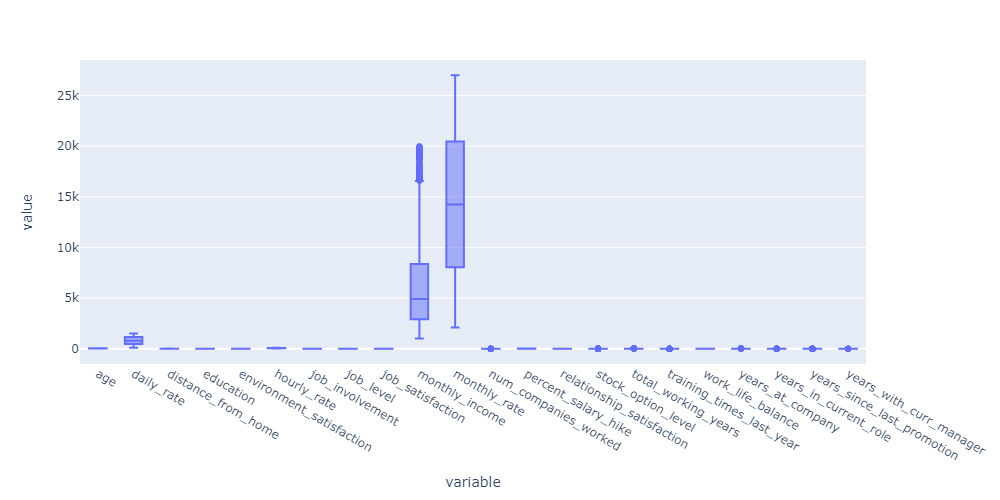 25k
20k
15k
10k
5k
0
value
age
daily_rate
distance_from_home
education
environment_satisfaction
hourly_rate
job_involvement
job_level
job_satisfaction
monthly_income
monthly_rate
num_companies_worked
percent_salary_hike
relationship_satisfaction
stock_option_level
total_working_years
training_times_last_year
work_life_balance
years_at_company
years_in_current_role
years_since_last_promotion
years_with_curr_manager
variable